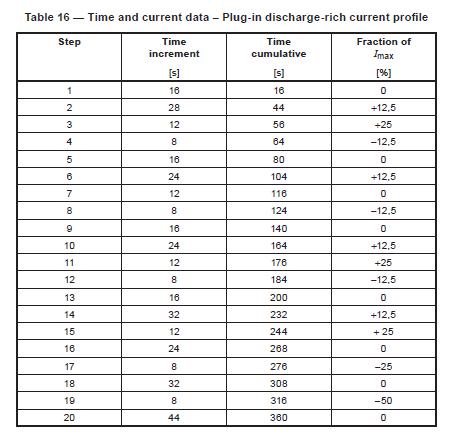 Table 16 — Time and current data – Plug-in discharge-rich current profile
Step Time increment [s] Time cumulative [s] Fraction of Imax [%]
1 16 16 0
2 28 44 +12,5
3 12 56 +25
4 8 64 –12,5
5 16 80 0
6 24 104 +12,5
7 12 116 0
8 8 124 –12,5
9 16 140 0
10 24 164 +12,5
11 12 176 +25
12 8 184 –12,5
13 16 200 0
14 32 232 +12,5
15 12 244 + 25
16 24 268 0
17 8 276 –25
18 32 308 0
19 8 316 –50
20 44 360 0